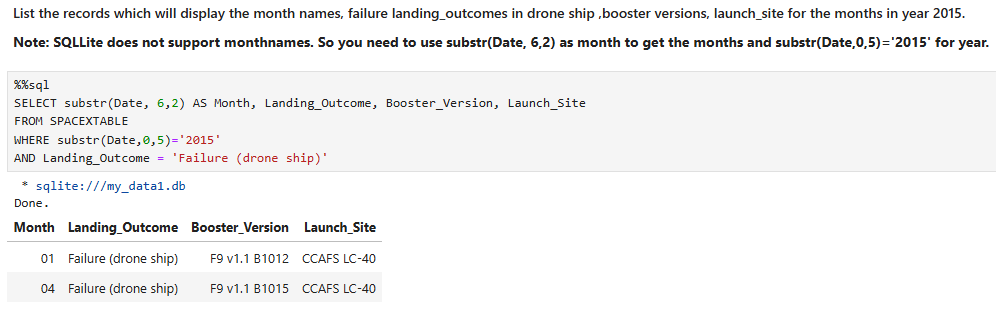 List the records which will display the month names, failure landing_outcomes in drone ship ,booster versions, launch_site for the months in year 2015.
Note: SQLLite does not support monthnames. So you need to use substr(Date, 6,2) as month to get the months and substr(Date,0,5)='2015' for year.
%%sql
SELECT substr(Date, 6,2) AS Month, Landing_Outcome, Booster_Version, Launch_Site
FROM SPACEXTABLE
WHERE substr(Date,0,5)='2015'
AND Landing_Outcome = 'Failure (drone ship)'
* sqlite:///my_data1.db
Done.
Month Landing_Outcome Booster_Version Launch_Site
01 Failure (drone ship) F9 v1.1 B1012 CCAFS LC-40
04 Failure (drone ship) F9 v1.1 B1015 CCAFS LC-40